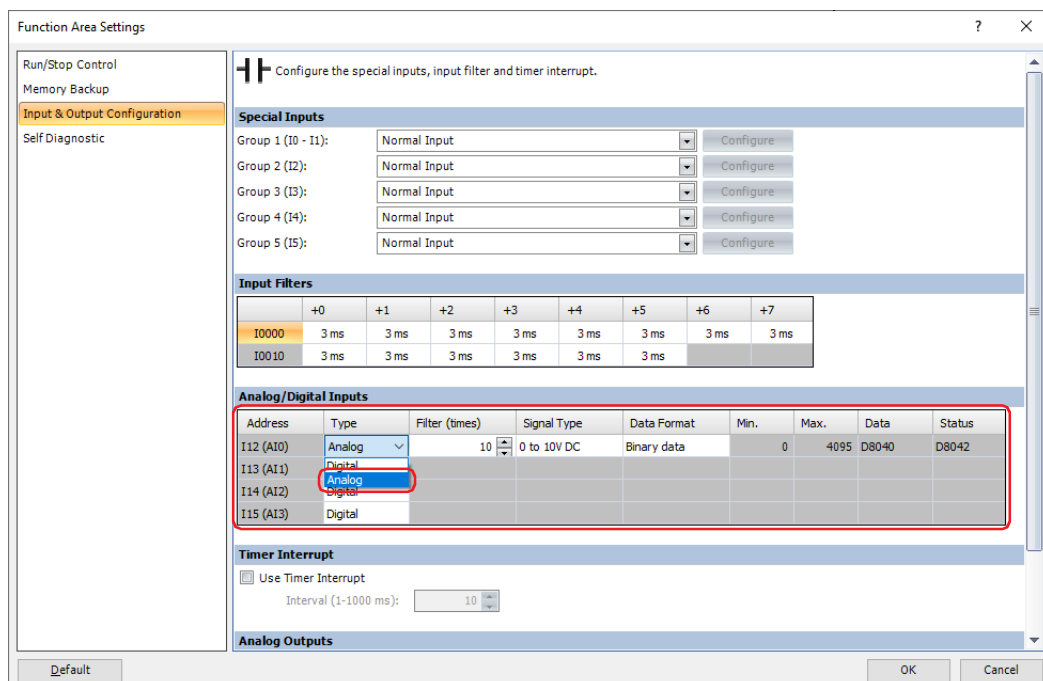 Function Area Settings ? ×
Run/Stop Control
Memory Backup
Input & Output Configuration
Self Diagnostic
Configure the special inputs, input filter and timer interrupt.
Special Inputs
Group 1 (I0 - I1): Normal Input Configure
Group 2 (I2): Normal Input Configure
Group 3 (I3): Normal Input Configure
Group 4 (I4): Normal Input Configure
Group 5 (I5): Normal Input Configure
Input Filters
+0 +1 +2 +3 +4 +5 +6 +7
I0000 3 ms 3 ms 3 ms 3 ms 3 ms 3 ms 3 ms 3 ms
I0010 3 ms 3 ms 3 ms 3 ms 3 ms 3 ms
Analog/Digital Inputs
Address Type Filter (times) Signal Type Data Format Min. Max. Data Status
I12 (AI0) Analog 10 0 to 10V DC Binary data 0 4095 D8040 D8042
I13 (AI1) Digital
Analog
I14 (AI2) Digital
I15 (AI3) Digital
Timer Interrupt
Use Timer Interrupt
Interval (1-1000 ms): 10
Analog Outputs
Default OK Cancel